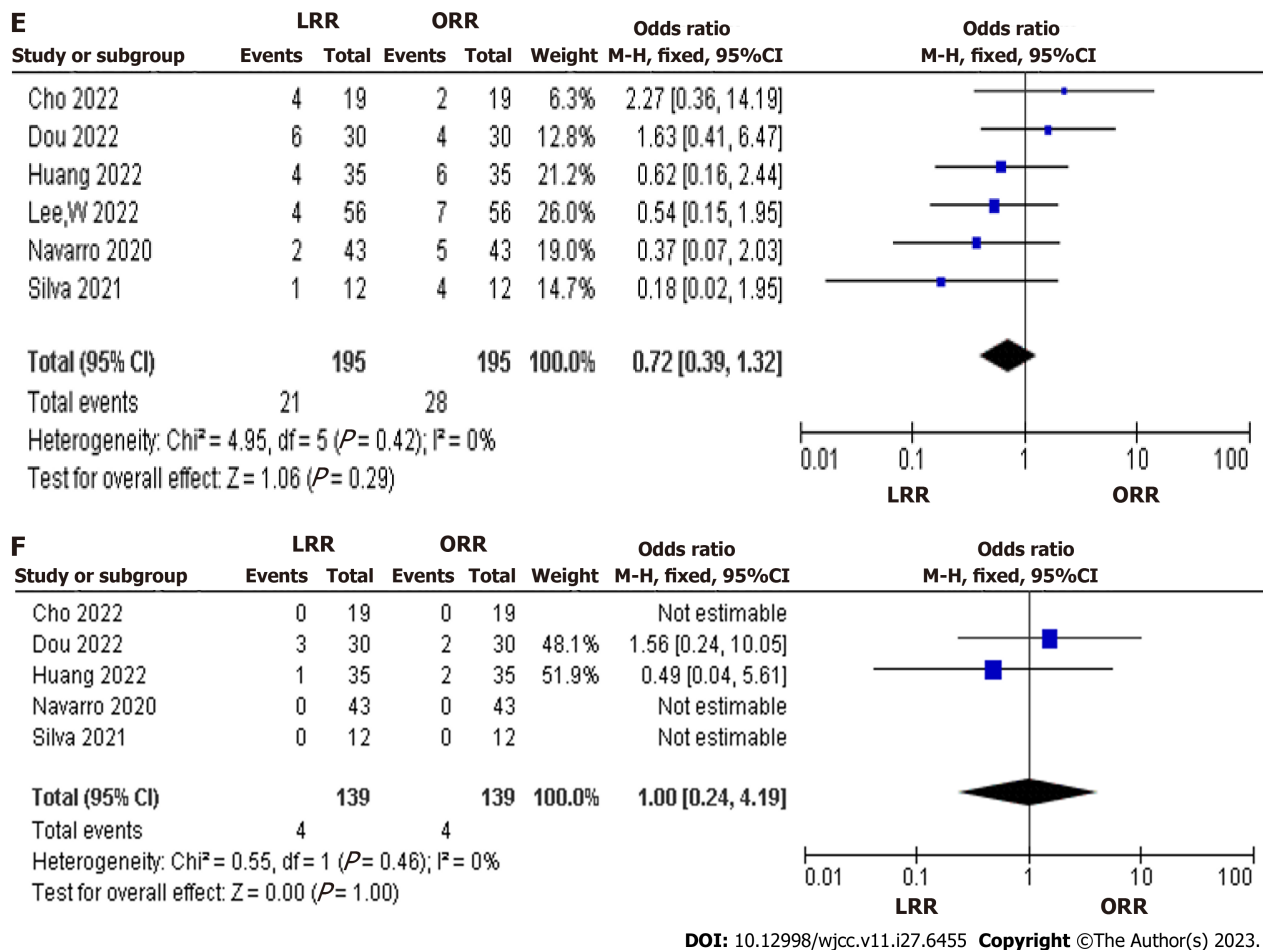 E LRR ORR Odds ratio Odds ratio
Study or subgroup Events Total Events Total Weight M-H, fixed, 95%CI M-H, fixed, 95%CI
Cho 2022 4 19 2 19 6.3% 2.27 [0.36, 14.19]
Dou 2022 6 30 4 30 12.8% 1.63 [0.41, 6.47]
Huang 2022 4 35 6 35 21.2% 0.62 [0.16, 2.44]
Lee,W 2022 4 56 7 56 26.0% 0.54 [0.15, 1.95]
Navarro 2020 2 43 5 43 19.0% 0.37 [0.07, 2.03]
Silva 2021 1 12 4 12 14.7% 0.18 [0.02, 1.95]
Total (95% CI) 195 195 100.0% 0.72 [0.39, 1.32]
Total events 21 28
Heterogeneity: Chi² = 4.95, df = 5 (P = 0.42); I² = 0%
Test for overall effect: Z = 1.06 (P = 0.29)
0.01 0.1 1 10 100
LRR ORR
F LRR ORR Odds ratio Odds ratio
Study or subgroup Events Total Events Total Weight M-H, fixed, 95%CI M-H, fixed, 95%CI
Cho 2022 0 19 0 19 Not estimable
Dou 2022 3 30 2 30 48.1% 1.56 [0.24, 10.05]
Huang 2022 1 35 2 35 51.9% 0.49 [0.04, 5.61]
Navarro 2020 0 43 0 43 Not estimable
Silva 2021 0 12 0 12 Not estimable
Total (95% CI) 139 139 100.0% 1.00 [0.24, 4.19]
Total events 4 4
Heterogeneity: Chi² = 0.55, df = 1 (P = 0.46); I² = 0%
Test for overall effect: Z = 0.00 (P = 1.00)
0.01 0.1 1 10 100
LRR ORR
DOI: 10.12998/wjcc.v11.i27.6455 Copyright ©The Author(s) 2023.